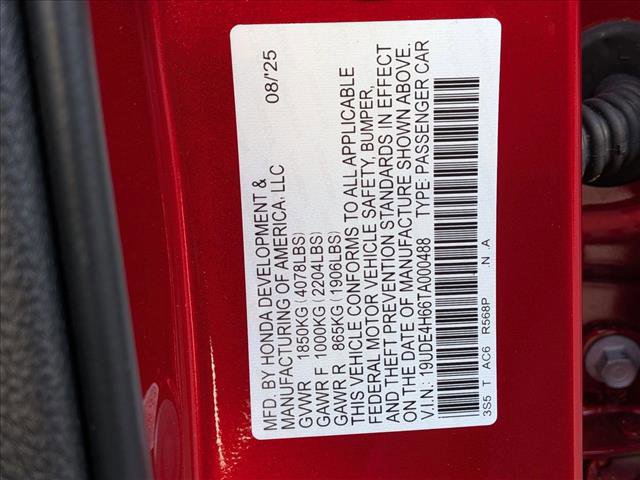 MFD. BY HONDA DEVELOPMENT &
MANUFACTURING OF AMERICA, LLC 08/'25
GVWR 1850KG(4078LBS)
GAWR F 1000KG(2204LBS)
GAWR R 865KG(1906LBS)
THIS VEHICLE CONFORMS TO ALL APPLICABLE
FEDERAL MOTOR VEHICLE SAFETY, BUMPER,
AND THEFT PREVENTION STANDARDS IN EFFECT
ON THE DATE OF MANUFACTURE SHOWN ABOVE.
V.I.N.: 19UDE4H66TA000488 TYPE: PASSENGER CAR
3S5 T AC6 R568P .N .A